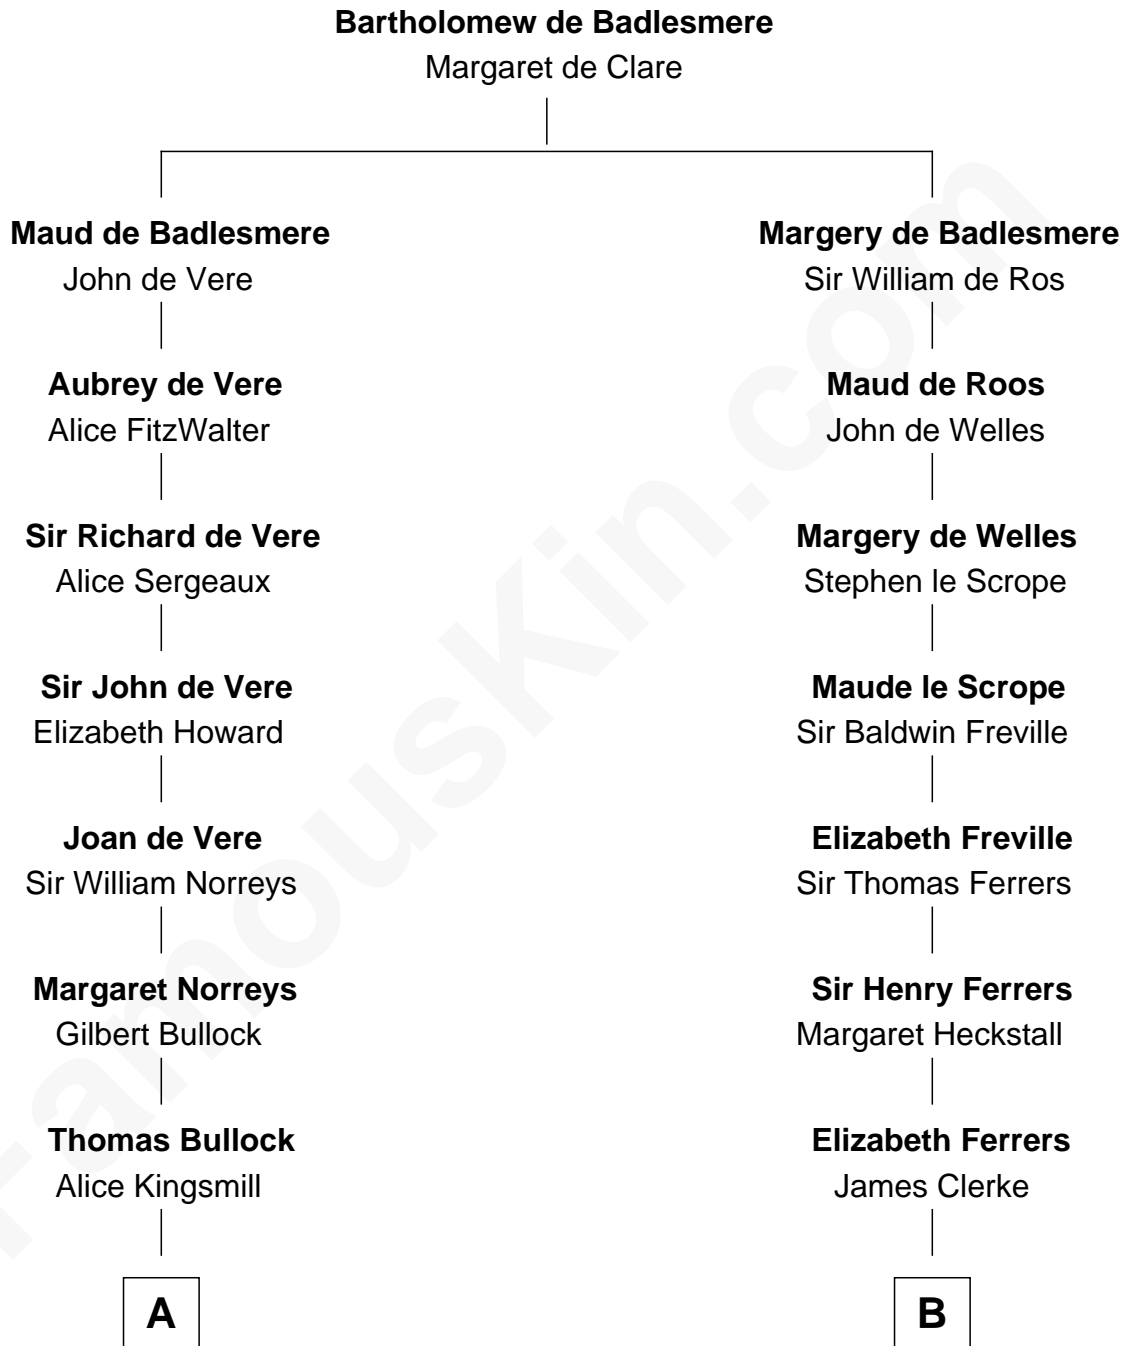 Bartholomew de Badlesmere
Margaret de Clare
Maud de Badlesmere
John de Vere
Margery de Badlesmere
Sir William de Ros
Aubrey de Vere
Alice FitzWalter
Maud de Roos
John de Welles
Sir Richard de Vere
Alice Sergeaux
Margery de Welles
Stephen le Scrope
Sir John de Vere
Elizabeth Howard
Maude le Scrope
Sir Baldwin Freville
Joan de Vere
Sir William Norreys
Elizabeth Freville
Sir Thomas Ferrers
Margaret Norreys
Gilbert Bullock
Sir Henry Ferrers
Margaret Heckstall
Thomas Bullock
Alice Kingsmill
Elizabeth Ferrers
James Clerke
A
B
FamousKin.com